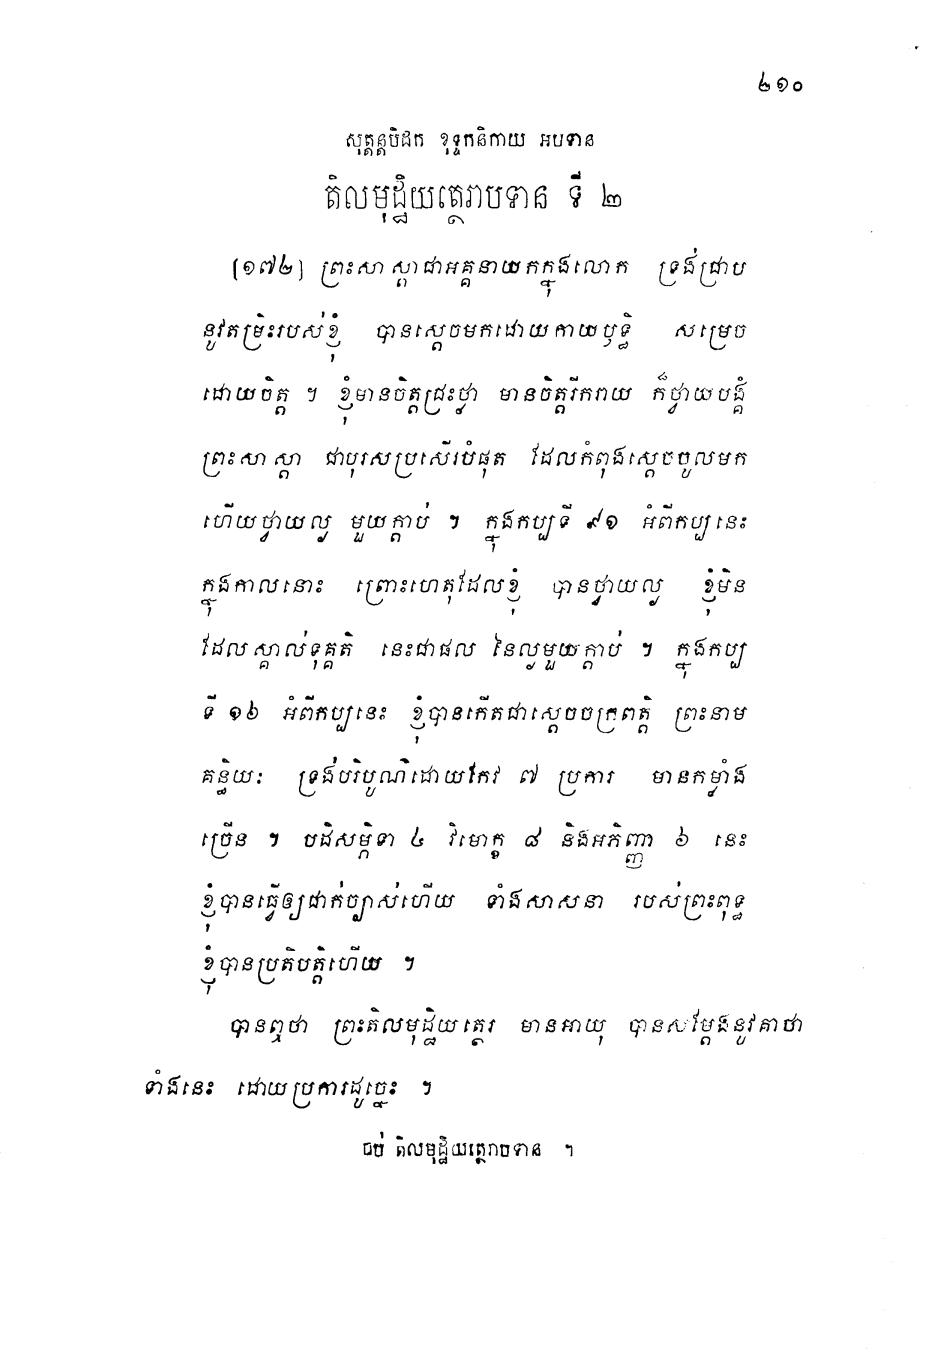 ២១០
សុត្តន្តបិដក ខុទ្ទកនិកាយ អបទាន
តិលមុដ្ឋិយត្ថេរាបទាន ទី ២
(១៧២) ព្រះសាស្តាជាអគ្គនាយកក្នុងលោក ទ្រង់ជ្រាប
នូវតម្រិះរបស់ខ្ញុំ បានស្តេចមកដោយកាយឫទ្ធិ សម្រេច
ដោយចិត្ត ។ ខ្ញុំមានចិត្តជ្រះថ្លា មានចិត្តរីករាយ ក៏ថ្វាយបង្គំ
ព្រះសាស្តា ជាបុរសប្រសើរបំផុត ដែលកំពុងស្តេចចូលមក
ហើយថ្វាយល្ង មួយក្តាប់ ។ ក្នុងកប្បទី ៩១ អំពីកប្បនេះ
ក្នុងកាលនោះ ព្រោះហេតុដែលខ្ញុំ បានថ្វាយល្ង ខ្ញុំមិន
ដែលស្គាល់ទុគ្គតិ នេះជាផល នៃល្ងមួយក្តាប់ ។ ក្នុងកប្ប
ទី ១៦ អំពីកប្បនេះ ខ្ញុំបានកើតជាស្តេចចក្រពត្តិ ព្រះនាម
គន្ធិយៈ ទ្រង់បរិបូណ៌ដោយកែវ ៧ ប្រការ មានកម្លាំង
ច្រើន ។ បដិសម្ភិទា ៤ វិមោក្ខ ៨ និងអភិញ្ញា ៦ នេះ
ខ្ញុំបានធ្វើឲ្យជាក់ច្បាស់ហើយ ទាំងសាសនា របស់ព្រះពុទ្ធ
ខ្ញុំបានប្រតិបត្តិហើយ ។
បានឮថា ព្រះតិលមុដ្ឋិយត្ថេរ មានអាយុ បានសម្តែងនូវគាថា
ទាំងនេះ ដោយប្រការដូច្នេះ ។
ចប់ តិលមុដ្ឋិយត្ថេរាបទាន ។